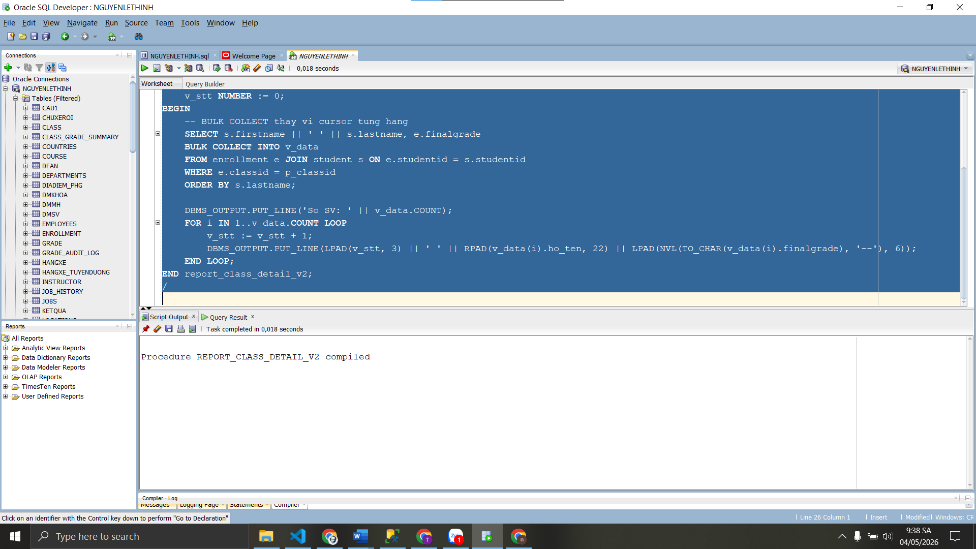 Oracle SQL Developer : NGUYENLETHINH
File Edit View Navigate Run Source Team Tools Window Help
Connections
Oracle Connections
NGUYENLETHINH
Tables (Filtered)
CAU1
CHUXEROI
CLASS
CLASS_GRADE_SUMMARY
COUNTRIES
COURSE
DEAN
DEPARTMENTS
DIADIEM_PHG
DMKHOA
DMMH
DMSV
EMPLOYEES
ENROLLMENT
GRADE
GRADE_AUDIT_LOG
HANGXE
HANGXE_TUYENDUONG
INSTRUCTOR
JOB_HISTORY
JOBS
KETQUA
Reports
All Reports
Analytic View Reports
Data Dictionary Reports
Data Modeler Reports
OLAP Reports
TimesTen Reports
User Defined Reports
NGUYENLETHINH.sql Welcome Page NGUYENLETHINH
0,018 seconds
NGUYENLETHINH
Worksheet Query Builder
v_stt NUMBER := 0;
BEGIN
-- BULK COLLECT thay vi cursor tung hang
SELECT s.firstname || ' ' || s.lastname, e.finalgrade
BULK COLLECT INTO v_data
FROM enrollment e JOIN student s ON e.studentid = s.studentid
WHERE e.classid = p_classid
ORDER BY s.lastname;
DBMS_OUTPUT.PUT_LINE('So SV: ' || v_data.COUNT);
FOR i IN 1..v_data.COUNT LOOP
v_stt := v_stt + 1;
DBMS_OUTPUT.PUT_LINE(LPAD(v_stt, 3) || ' ' || RPAD(v_data(i).ho_ten, 22) || LPAD(NVL(TO_CHAR(v_data(i).finalgrade), '--'), 6));
END LOOP;
END report_class_detail_v2;
/
Script Output Query Result
Task completed in 0,018 seconds
Procedure REPORT_CLASS_DETAIL_V2 compiled
Compiler - Log
Messages Logging Page Statements Compiler
Click on an identifier with the Control key down to perform "Go to Declaration"
Line 26 Column 1 Insert Modified Windows: CF
Type here to search
9:38 SA
04/05/2026